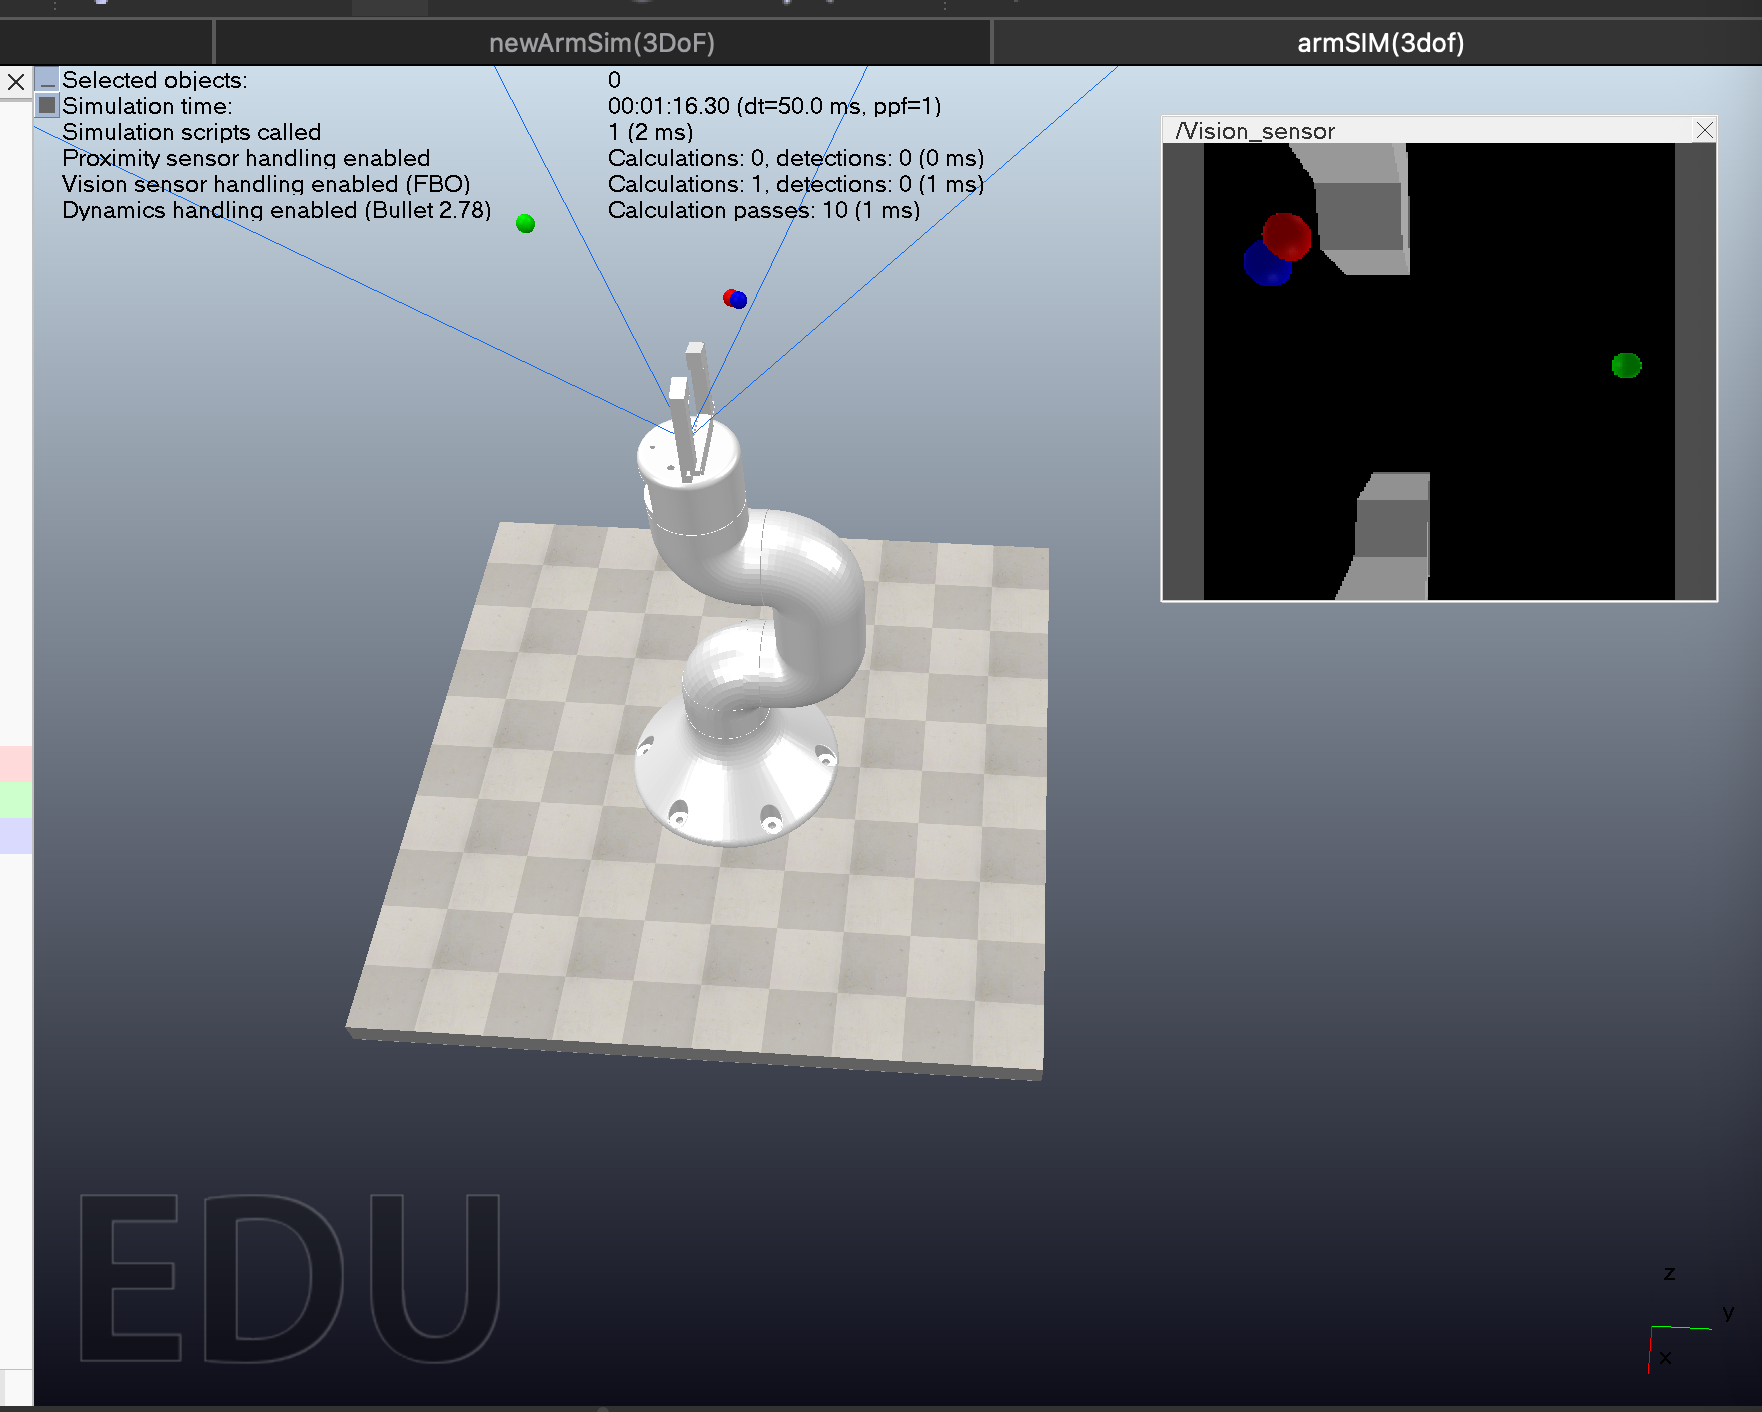 newArmSim(3DoF)
armSIM(3dof)
Selected objects: 0
Simulation time: 00:01:16.30 (dt=50.0 ms, ppf=1)
Simulation scripts called 1 (2 ms)
Proximity sensor handling enabled Calculations: 0, detections: 0 (0 ms)
Vision sensor handling enabled (FBO) Calculations: 1, detections: 0 (1 ms)
Dynamics handling enabled (Bullet 2.78) Calculation passes: 10 (1 ms)
/Vision_sensor
EDU
z
y
x